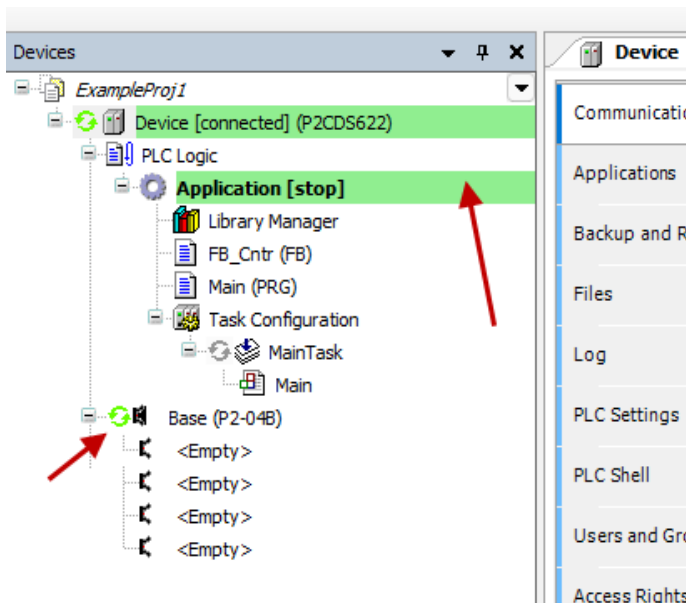 Devices
ExampleProj1
Device [connected] (P2CDS622)
PLC Logic
Application [stop]
Library Manager
FB_Cntr (FB)
Main (PRG)
Task Configuration
MainTask
Main
Base (P2-04B)
<Empty>
<Empty>
<Empty>
<Empty>
Device
Communicatio
Applications
Backup and R
Files
Log
PLC Settings
PLC Shell
Users and Gro
Access Rights